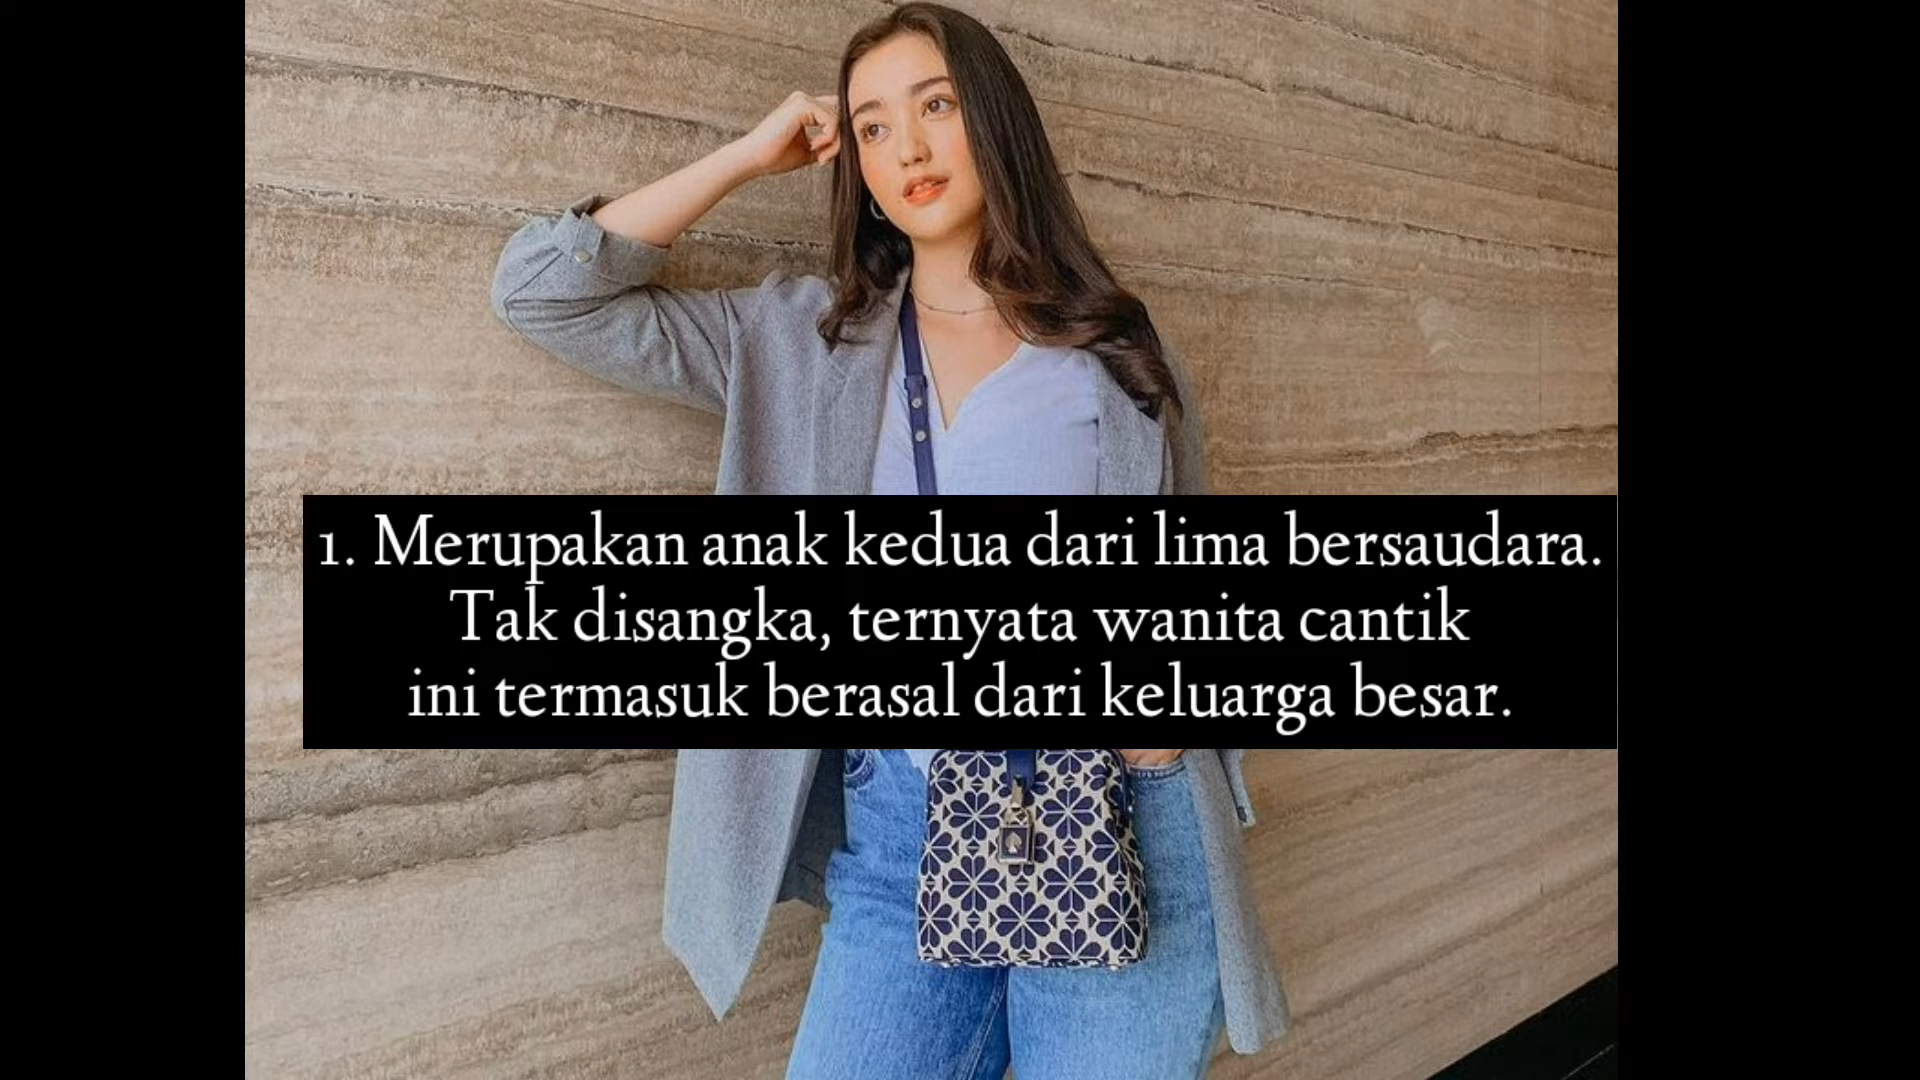 1. Merupakan anak kedua dari lima bersaudara.
Tak disangka, ternyata wanita cantik
ini termasuk berasal dari keluarga besar.